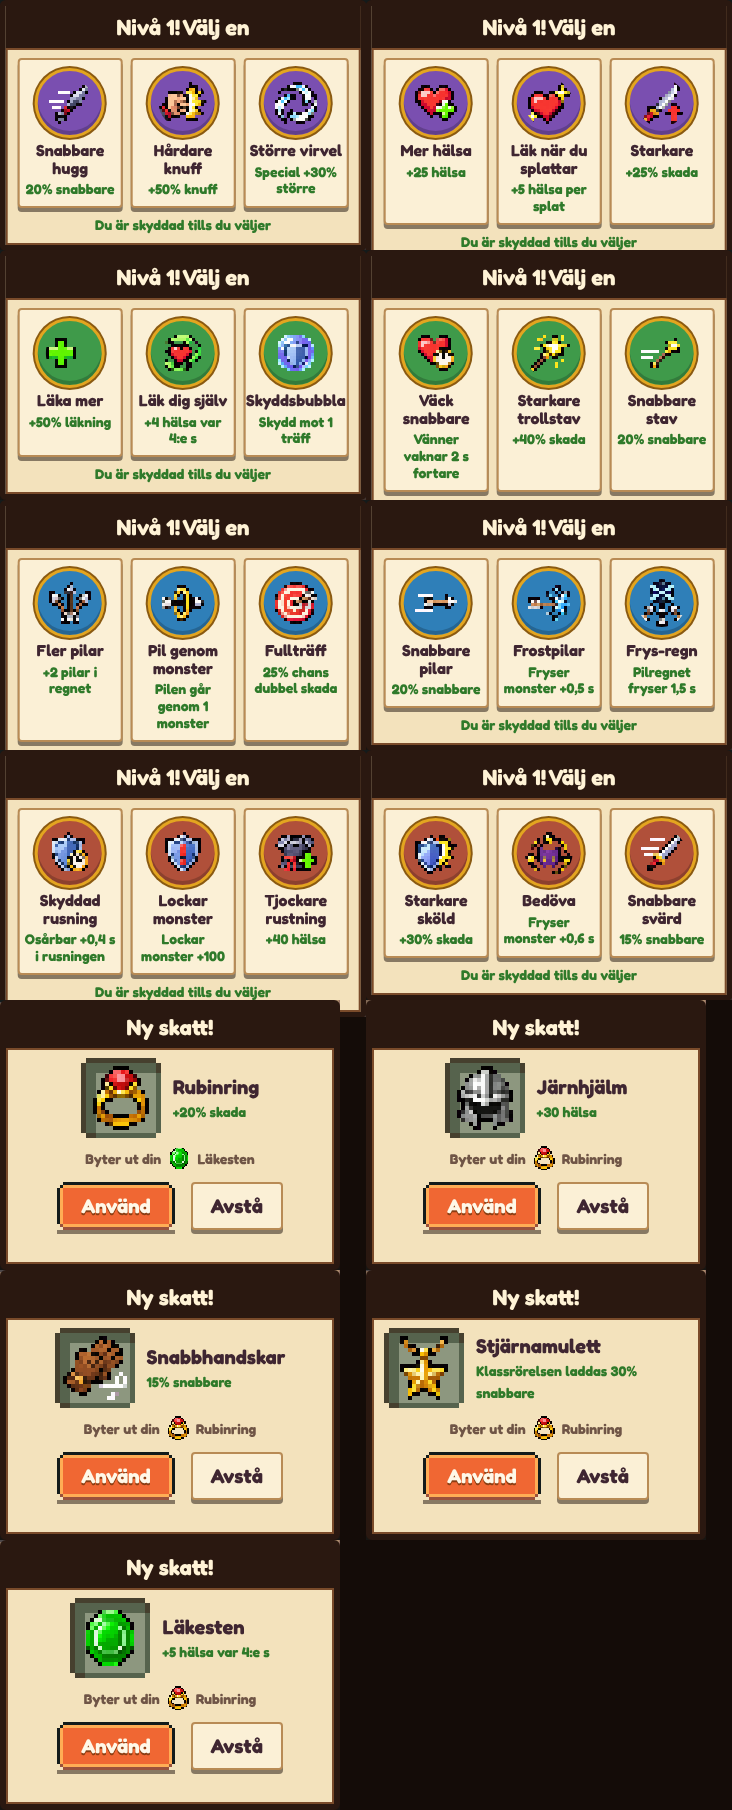 Nivå 1! Välj en
Snabbare hugg
20% snabbare
Hårdare knuff
+50% knuff
Större virvel
Special +30% större
Du är skyddad tills du väljer
Nivå 1! Välj en
Mer hälsa
+25 hälsa
Läk när du splattar
+5 hälsa per splat
Starkare
+25% skada
Du är skyddad tills du väljer
Nivå 1! Välj en
Läka mer
+50% läkning
Läk dig själv
+4 hälsa var 4:e s
Skyddsbubbla
Skydd mot 1 träff
Du är skyddad tills du väljer
Nivå 1! Välj en
Väck snabbare
Vänner vaknar 2 s fortare
Starkare trollstav
+40% skada
Snabbare stav
20% snabbare
Nivå 1! Välj en
Fler pilar
+2 pilar i regnet
Pil genom monster
Pilen går genom 1 monster
Fullträff
25% chans dubbel skada
Nivå 1! Välj en
Snabbare pilar
20% snabbare
Frostpilar
Fryser monster +0,5 s
Frys-regn
Pilregnet fryser 1,5 s
Du är skyddad tills du väljer
Nivå 1! Välj en
Skyddad rusning
Osårbar +0,4 s i rusningen
Lockar monster
Lockar monster +100
Tjockare rustning
+40 hälsa
Du är skyddad tills du väljer
Nivå 1! Välj en
Starkare sköld
+30% skada
Bedöva
Fryser monster +0,6 s
Snabbare svärd
15% snabbare
Du är skyddad tills du väljer
Ny skatt!
Rubinring
+20% skada
Byter ut din Läkesten
Använd Avstå
Ny skatt!
Järnhjälm
+30 hälsa
Byter ut din Rubinring
Använd Avstå
Ny skatt!
Snabbhandskar
15% snabbare
Byter ut din Rubinring
Använd Avstå
Ny skatt!
Stjärnamulett
Klassrörelsen laddas 30%
snabbare
Byter ut din Rubinring
Använd Avstå
Ny skatt!
Läkesten
+5 hälsa var 4:e s
Byter ut din Rubinring
Använd Avstå